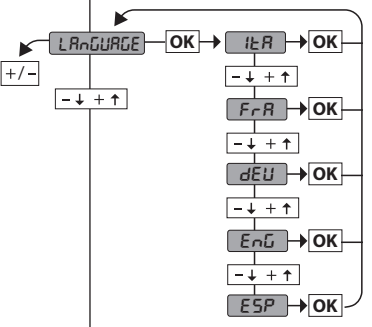 LAnGUAGE OK ItA OK
+/- - ↓ + ↑
- ↓ + ↑
FrA OK
- ↓ + ↑
dEU OK
- ↓ + ↑
EnG OK
- ↓ + ↑
ESP OK